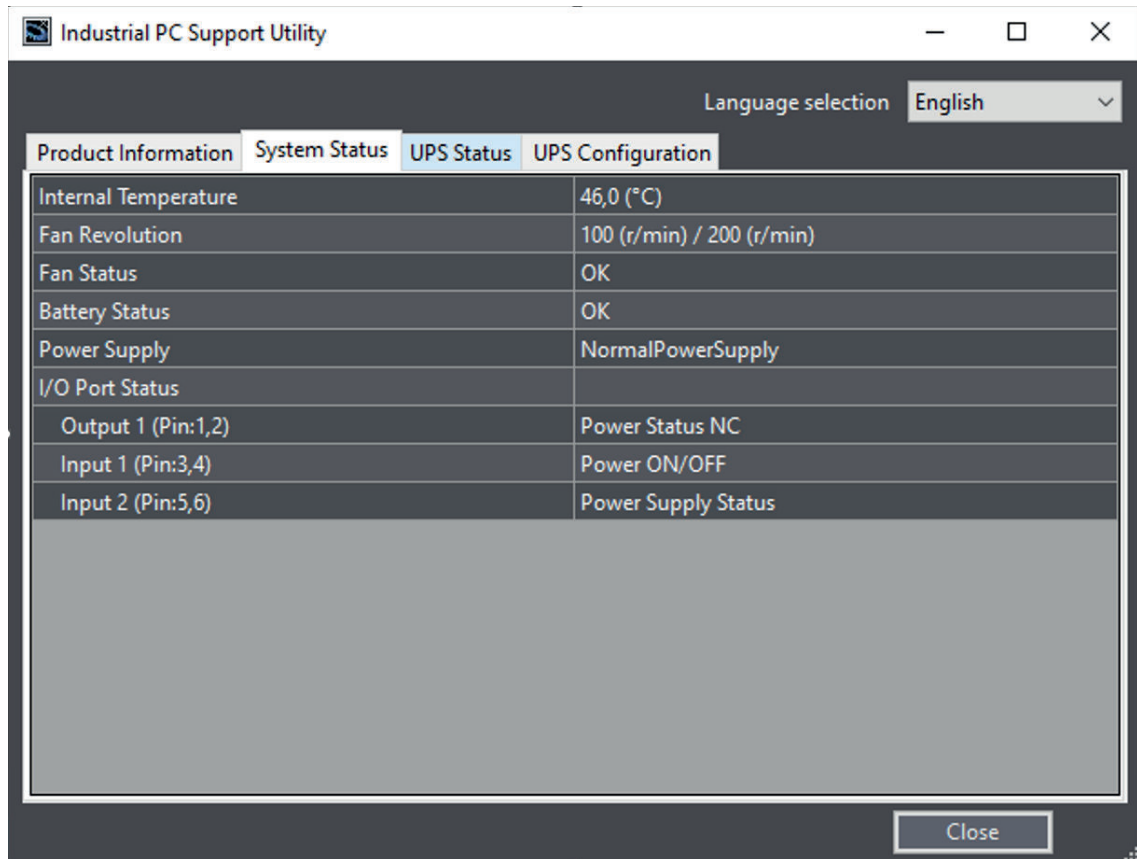 Industrial PC Support Utility
Language selection English
Product Information System Status UPS Status UPS Configuration
Internal Temperature 46,0 (°C)
Fan Revolution 100 (r/min) / 200 (r/min)
Fan Status OK
Battery Status OK
Power Supply NormalPowerSupply
I/O Port Status
Output 1 (Pin:1,2) Power Status NC
Input 1 (Pin:3,4) Power ON/OFF
Input 2 (Pin:5,6) Power Supply Status
Close